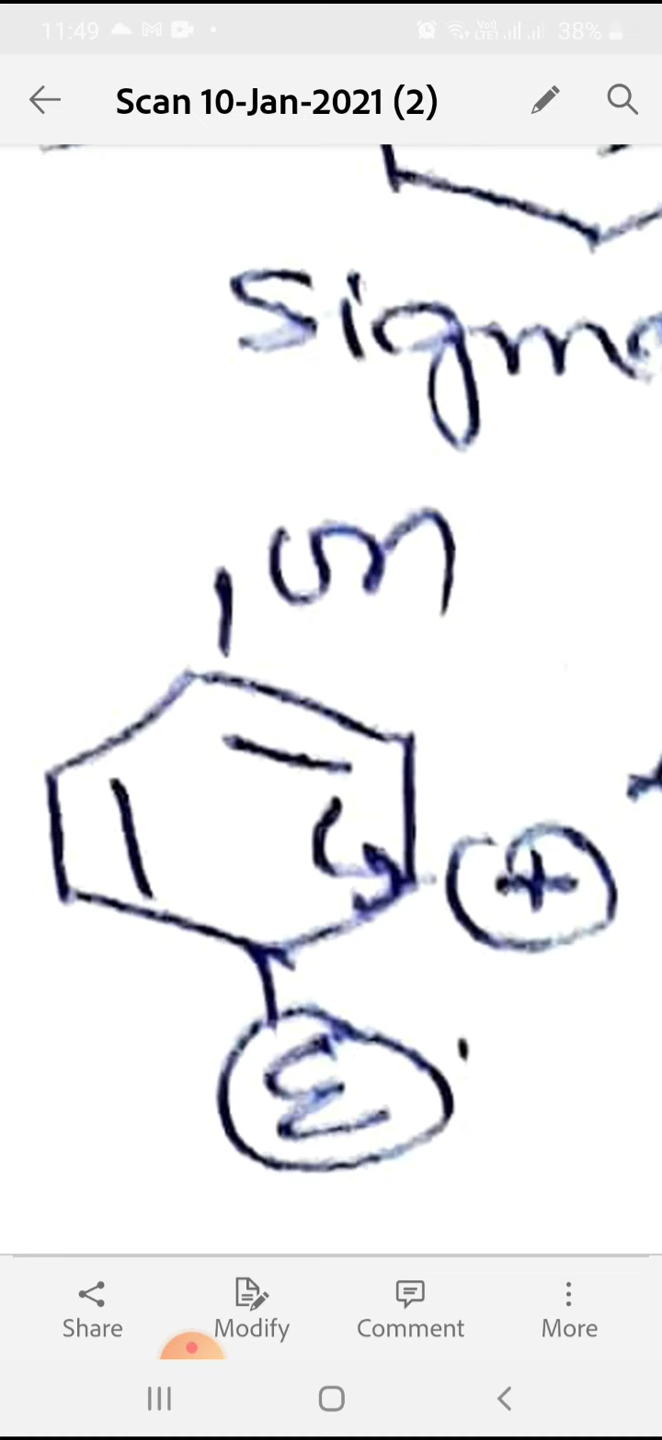 11:49 38%
Scan 10-Jan-2021 (2)
Sigma
+
E
Share Modify Comment More